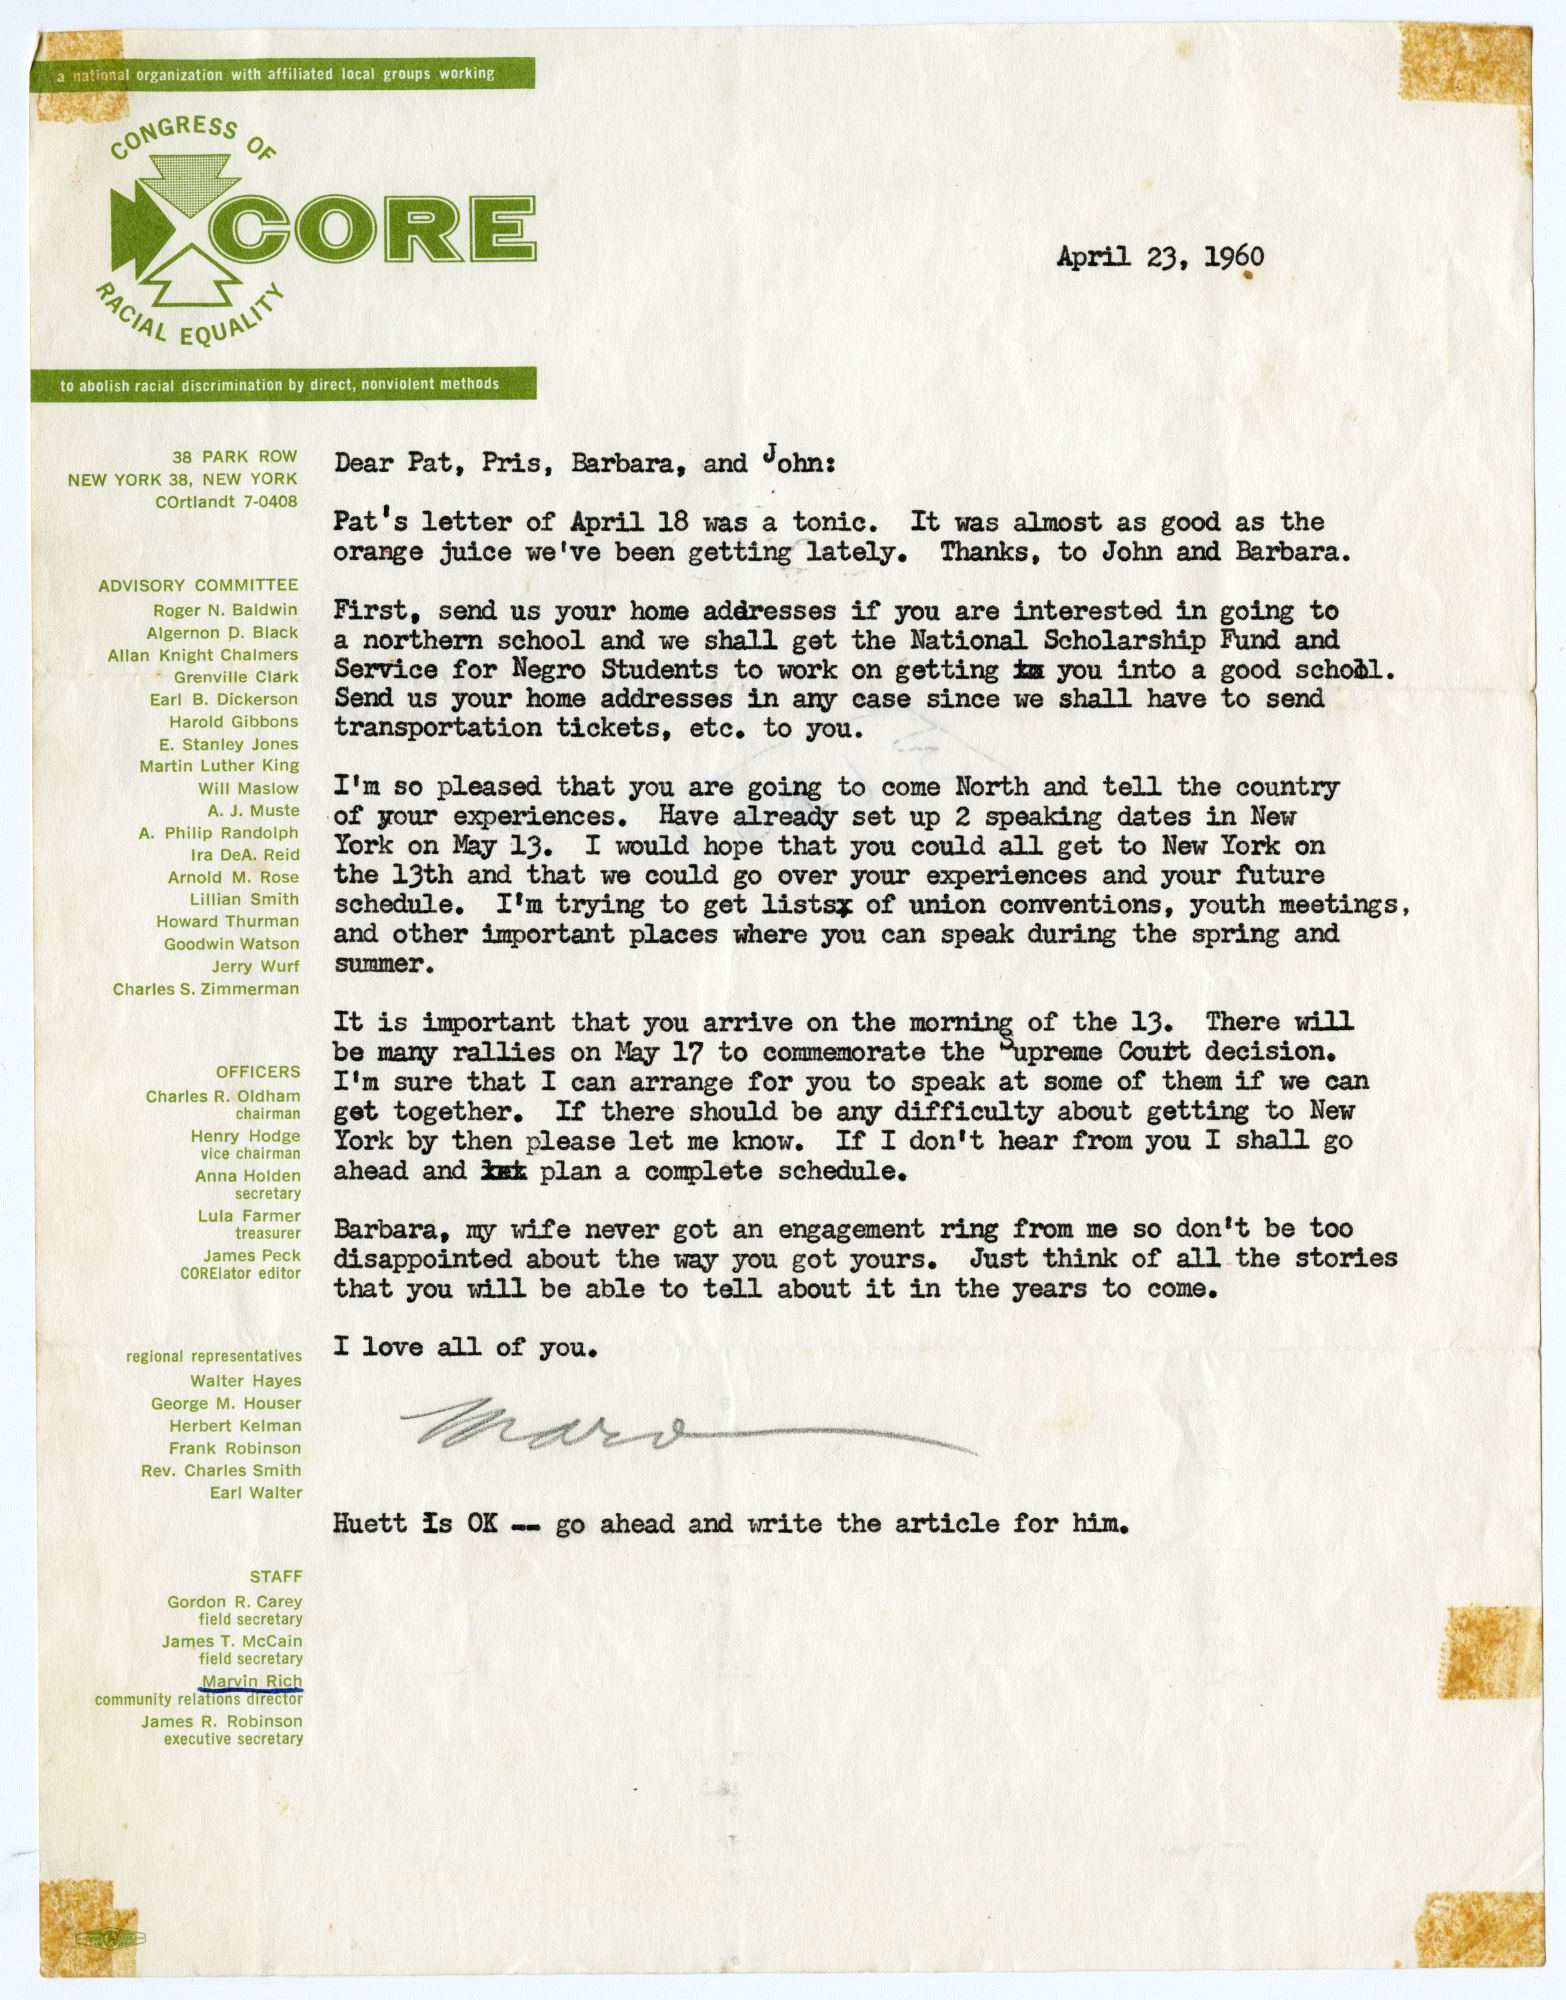 a national organization with affiliated local groups working
CONGRESS OF
CORE
RACIAL EQUALITY
to abolish racial discrimination by direct, nonviolent methods
April 23, 1960
38 PARK ROW
NEW YORK 38, NEW YORK
COrtlandt 7-0408
ADVISORY COMMITTEE
Roger N. Baldwin
Algernon D. Black
Allan Knight Chalmers
Grenville Clark
Earl B. Dickerson
Harold Gibbons
E. Stanley Jones
Martin Luther King
Will Maslow
A. J. Muste
A. Philip Randolph
Ira DeA. Reid
Arnold M. Rose
Lillian Smith
Howard Thurman
Goodwin Watson
Jerry Wurf
Charles S. Zimmerman
OFFICERS
Charles R. Oldham
chairman
Henry Hodge
vice chairman
Anna Holden
secretary
Lula Farmer
treasurer
James Peck
CORElator editor
regional representatives
Walter Hayes
George M. Houser
Herbert Kelman
Frank Robinson
Rev. Charles Smith
Earl Walter
STAFF
Gordon R. Carey
field secretary
James T. McCain
field secretary
Marvin Rich
community relations director
James R. Robinson
executive secretary
Dear Pat, Pris, Barbara, and John:
Pat's letter of April 18 was a tonic. It was almost as good as the
orange juice we've been getting lately. Thanks, to John and Barbara.
First, send us your home addresses if you are interested in going to
a northern school and we shall get the National Scholarship Fund and
Service for Negro Students to work on getting you into a good school.
Send us your home addresses in any case since we shall have to send
transportation tickets, etc. to you.
I'm so pleased that you are going to come North and tell the country
of your experiences. Have already set up 2 speaking dates in New
York on May 13. I would hope that you could all get to New York on
the 13th and that we could go over your experiences and your future
schedule. I'm trying to get lists of union conventions, youth meetings,
and other important places where you can speak during the spring and
summer.
It is important that you arrive on the morning of the 13. There will
be many rallies on May 17 to commemorate the Supreme Court decision.
I'm sure that I can arrange for you to speak at some of them if we can
get together. If there should be any difficulty about getting to New
York by then please let me know. If I don't hear from you I shall go
ahead and plan a complete schedule.
Barbara, my wife never got an engagement ring from me so don't be too
disappointed about the way you got yours. Just think of all the stories
that you will be able to tell about it in the years to come.
I love all of you.
Marv
Huett is OK -- go ahead and write the article for him.